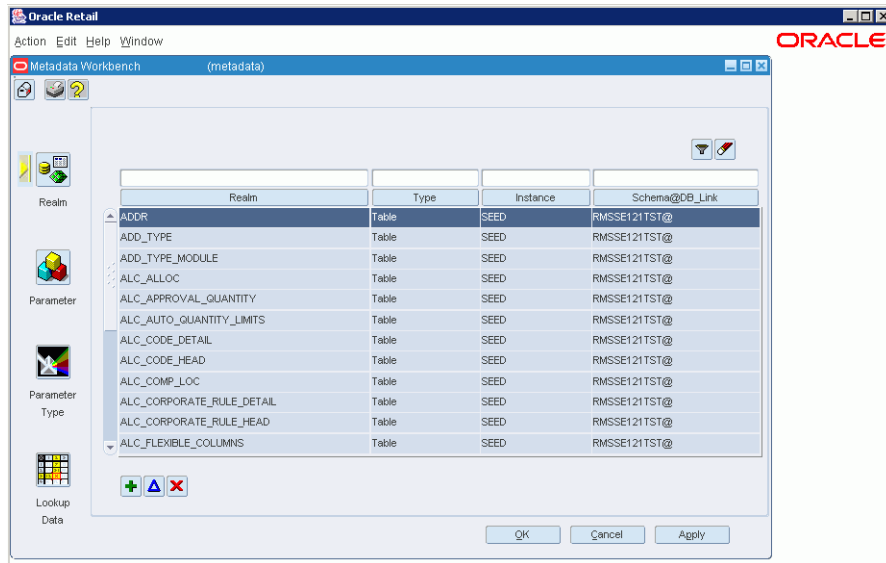 Oracle Retail
Action Edit Help Window
ORACLE
Metadata Workbench (metadata)
Realm
Parameter
Parameter
Type
Lookup
Data
Realm Type Instance Schema@DB_Link
ADDR Table SEED RMSSE121TST@
ADD_TYPE Table SEED RMSSE121TST@
ADD_TYPE_MODULE Table SEED RMSSE121TST@
ALC_ALLOC Table SEED RMSSE121TST@
ALC_APPROVAL_QUANTITY Table SEED RMSSE121TST@
ALC_AUTO_QUANTITY_LIMITS Table SEED RMSSE121TST@
ALC_CODE_DETAIL Table SEED RMSSE121TST@
ALC_CODE_HEAD Table SEED RMSSE121TST@
ALC_COMP_LOC Table SEED RMSSE121TST@
ALC_CORPORATE_RULE_DETAIL Table SEED RMSSE121TST@
ALC_CORPORATE_RULE_HEAD Table SEED RMSSE121TST@
ALC_FLEXIBLE_COLUMNS Table SEED RMSSE121TST@
OK Cancel Apply